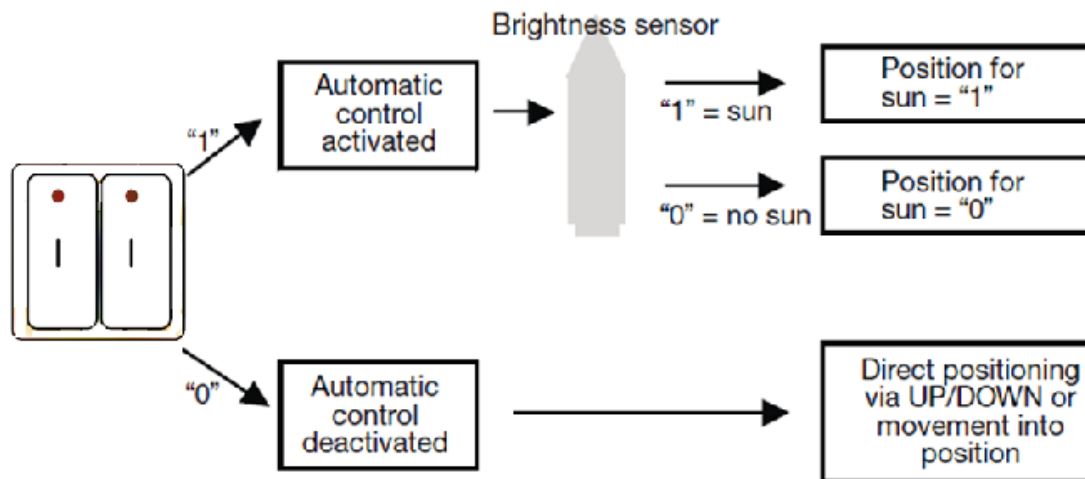 Brightness sensor
“1”
Automatic
control
activated
“1” = sun
Position for
sun = “1”
“0” = no sun
Position for
sun = “0”
“0”
Automatic
control
deactivated
Direct positioning
via UP/DOWN or
movement into
position